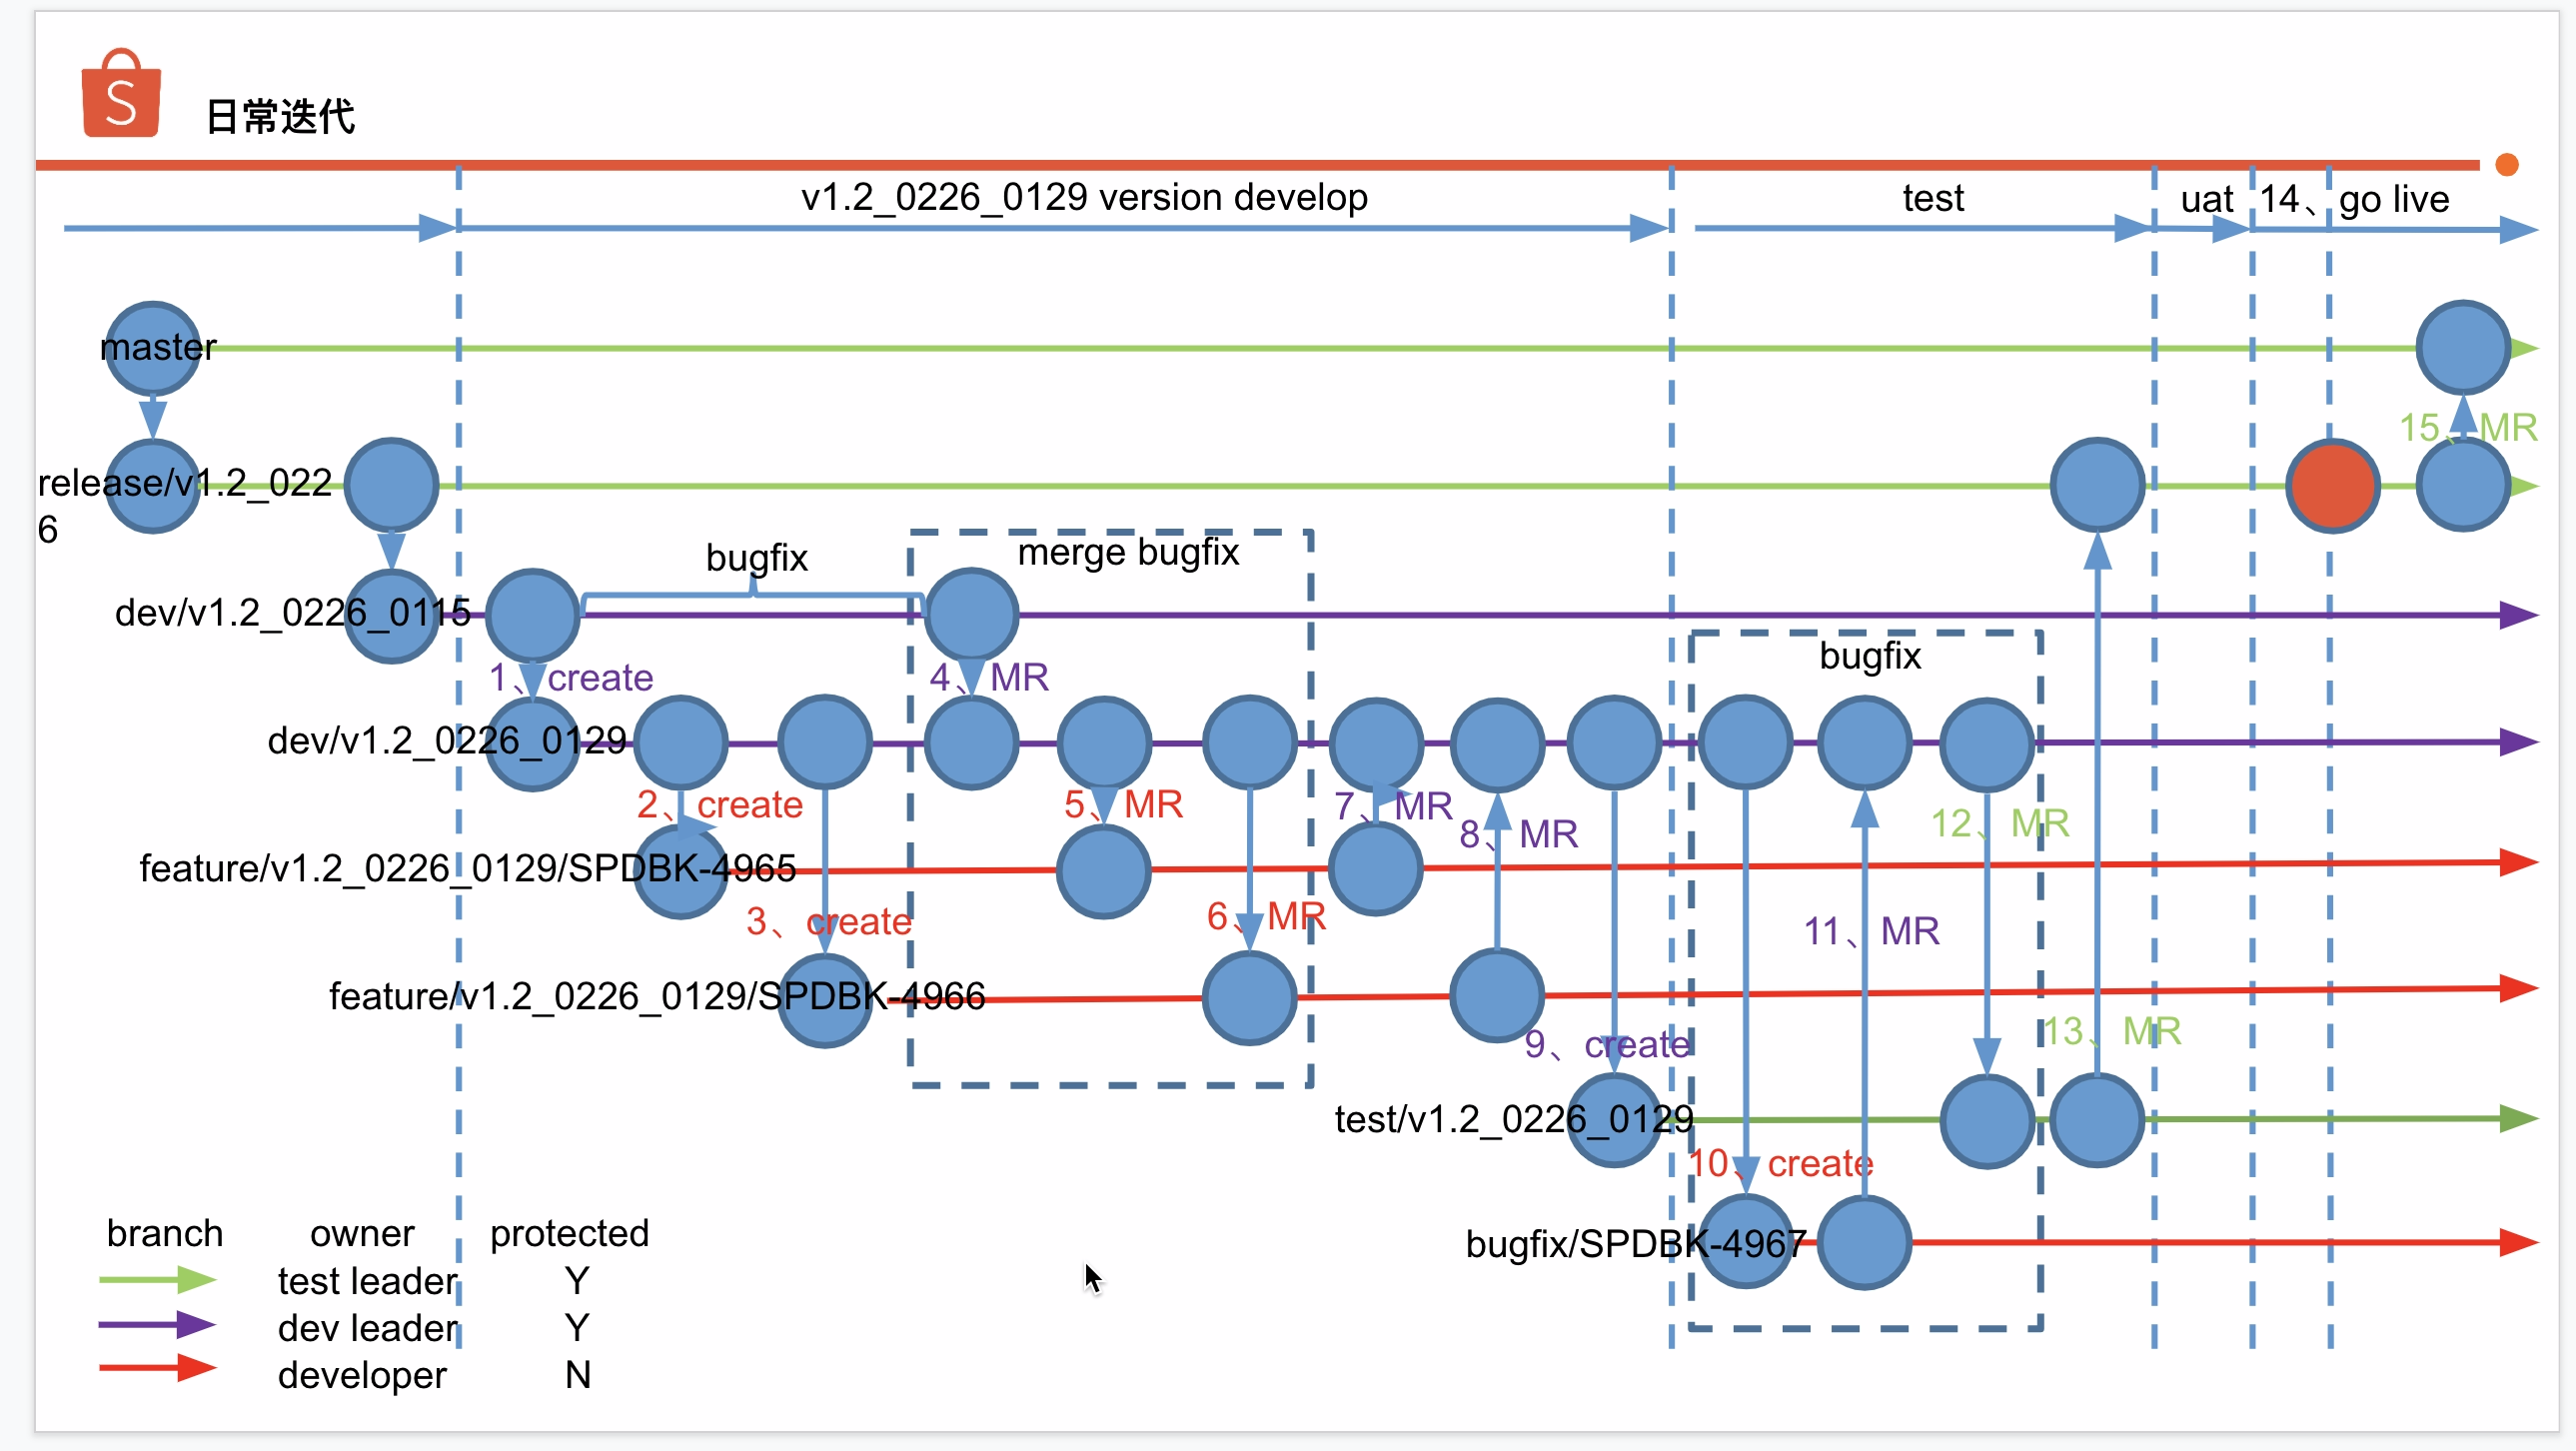 S
日常迭代
v1.2_0226_0129 version develop
test
uat
14、go live
master
15、MR
release/v1.2_022
6
bugfix
merge bugfix
dev/v1.2_0226_0115
bugfix
1、create
4、MR
dev/v1.2_0226_0129
2、create
5、MR
7、MR
8、MR
12、MR
feature/v1.2_0226_0129/SPDBK-4965
3、create
6、MR
11、MR
feature/v1.2_0226_0129/SPDBK-4966
9、create
13、MR
test/v1.2_0226_0129
10、create
bugfix/SPDBK-4967
branch owner protected
test leader Y
dev leader Y
developer N